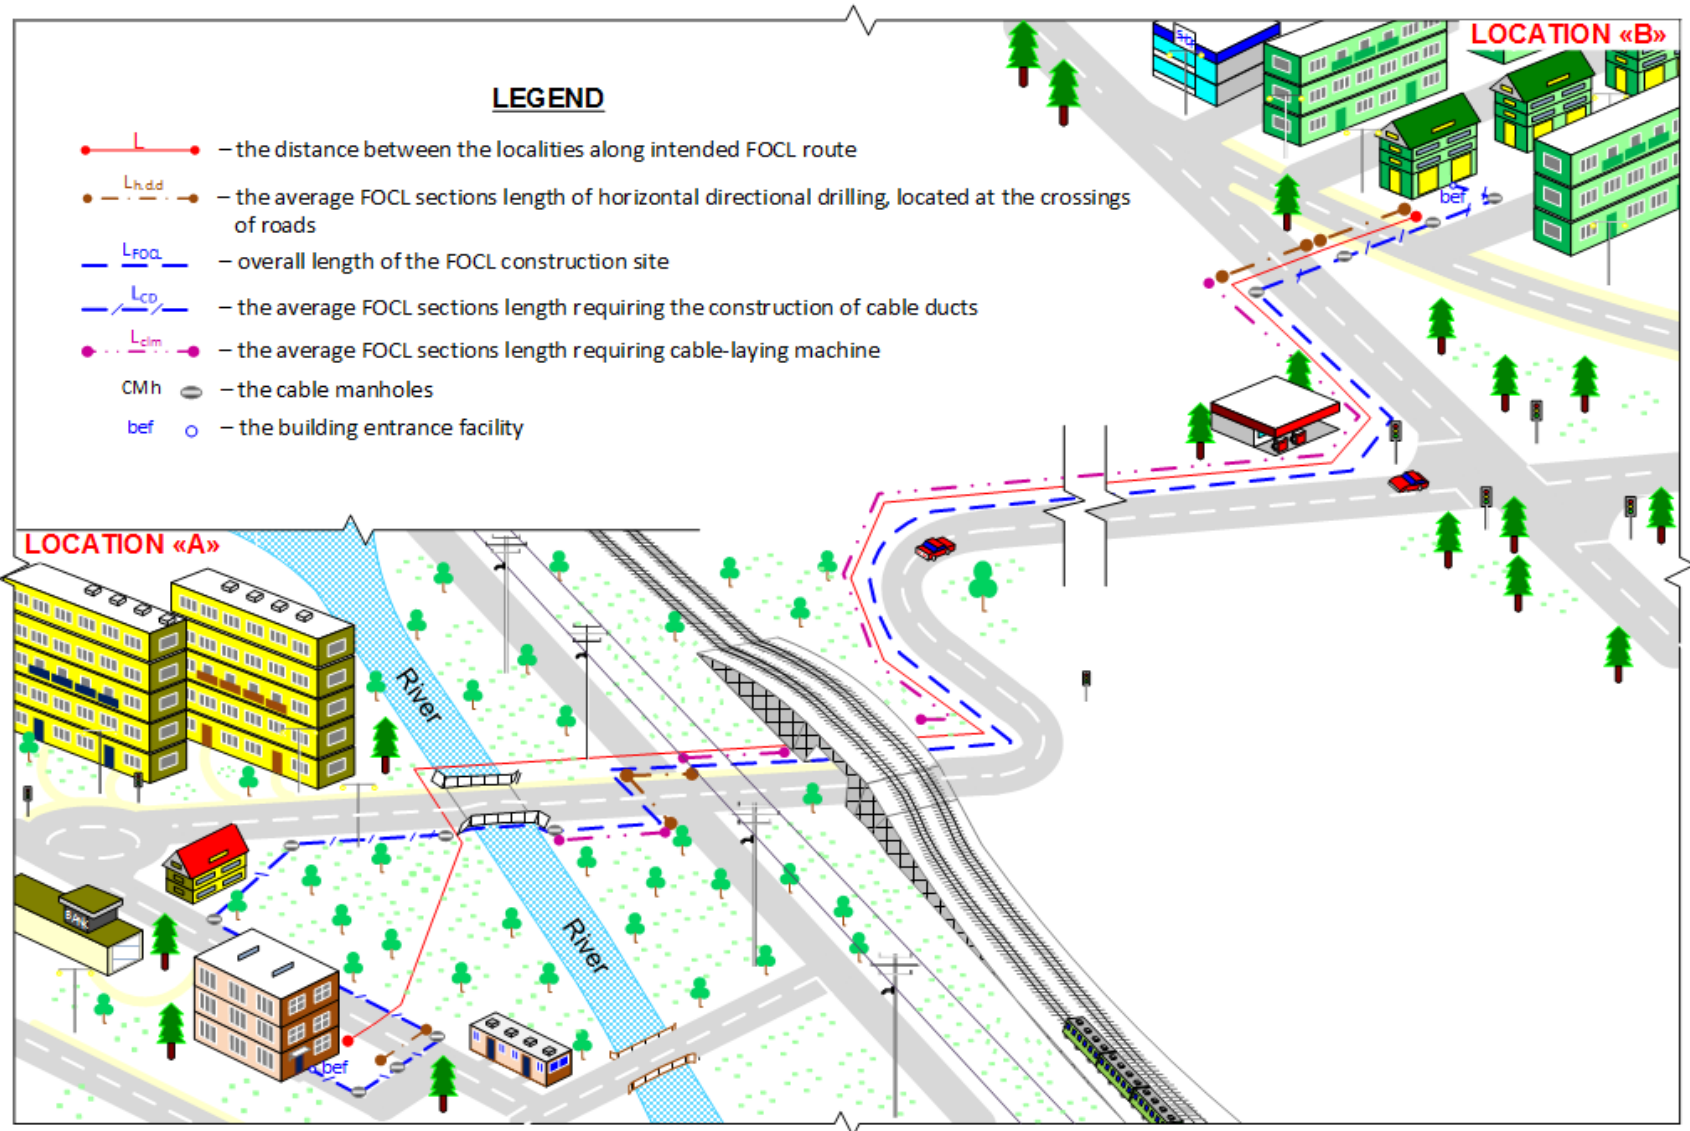 LOCATION «B»
LEGEND
L
– the distance between the localities along intended FOCL route
Lh.d.d
– the average FOCL sections length of horizontal directional drilling, located at the crossings
of roads
LFOCL
– overall length of the FOCL construction site
LCD
– the average FOCL sections length requiring the construction of cable ducts
Lclm
– the average FOCL sections length requiring cable-laying machine
CMh – the cable manholes
bef – the building entrance facility
bef
LOCATION «A»
River
BANK
River
bef